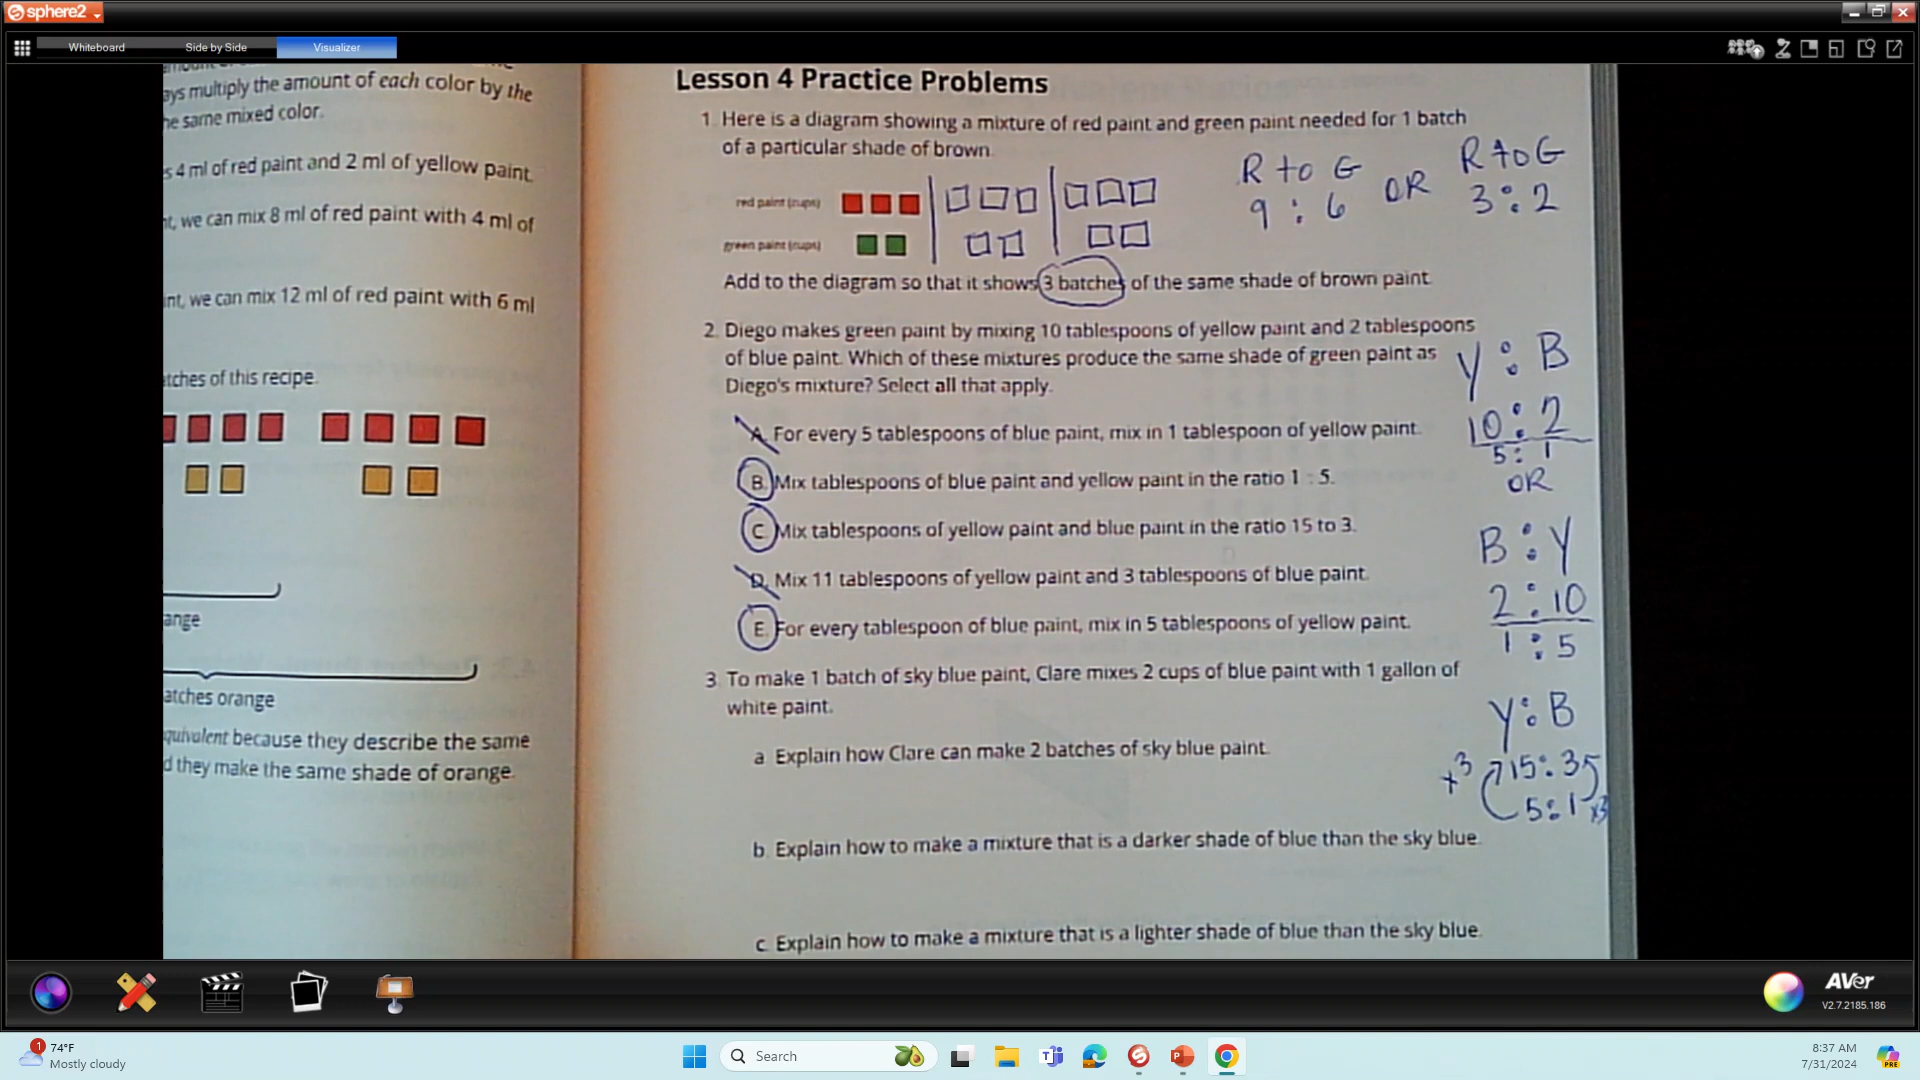 sphere2
Whiteboard
Side by Side
Visualizer
ays multiply the amount of each color by the
same mixed color.
4 ml of red paint and 2 ml of yellow paint.
we can mix 8 ml of red paint with 4 ml of
we can mix 12 ml of red paint with 6 ml
of this recipe.
atches orange
because they describe the same
they make the same shade of orange.
Lesson 4 Practice Problems
1. Here is a diagram showing a mixture of red paint and green paint needed for 1 batch
of a particular shade of brown.
red paint (cups)
green paint (cups)
R to G
9 : 6
OR
R to G
3 : 2
Add to the diagram so that it shows 3 batches of the same shade of brown paint.
2. Diego makes green paint by mixing 10 tablespoons of yellow paint and 2 tablespoons
of blue paint. Which of these mixtures produce the same shade of green paint as
Diego's mixture? Select all that apply.
A. For every 5 tablespoons of blue paint, mix in 1 tablespoon of yellow paint.
B. Mix tablespoons of blue paint and yellow paint in the ratio 1 : 5.
C. Mix tablespoons of yellow paint and blue paint in the ratio 15 to 3.
D. Mix 11 tablespoons of yellow paint and 3 tablespoons of blue paint.
E. For every tablespoon of blue paint, mix in 5 tablespoons of yellow paint.
Y : B
10 : 2
5 : 1
OR
B : Y
2 : 10
1 : 5
3. To make 1 batch of sky blue paint, Clare mixes 2 cups of blue paint with 1 gallon of
white paint.
a. Explain how Clare can make 2 batches of sky blue paint.
b. Explain how to make a mixture that is a darker shade of blue than the sky blue.
c. Explain how to make a mixture that is a lighter shade of blue than the sky blue.
Y : B
x3 15 : 3
5 : 1 x3
AVer
V2.7.2185.186
1
74°F
Mostly cloudy
Search
8:37 AM
7/31/2024